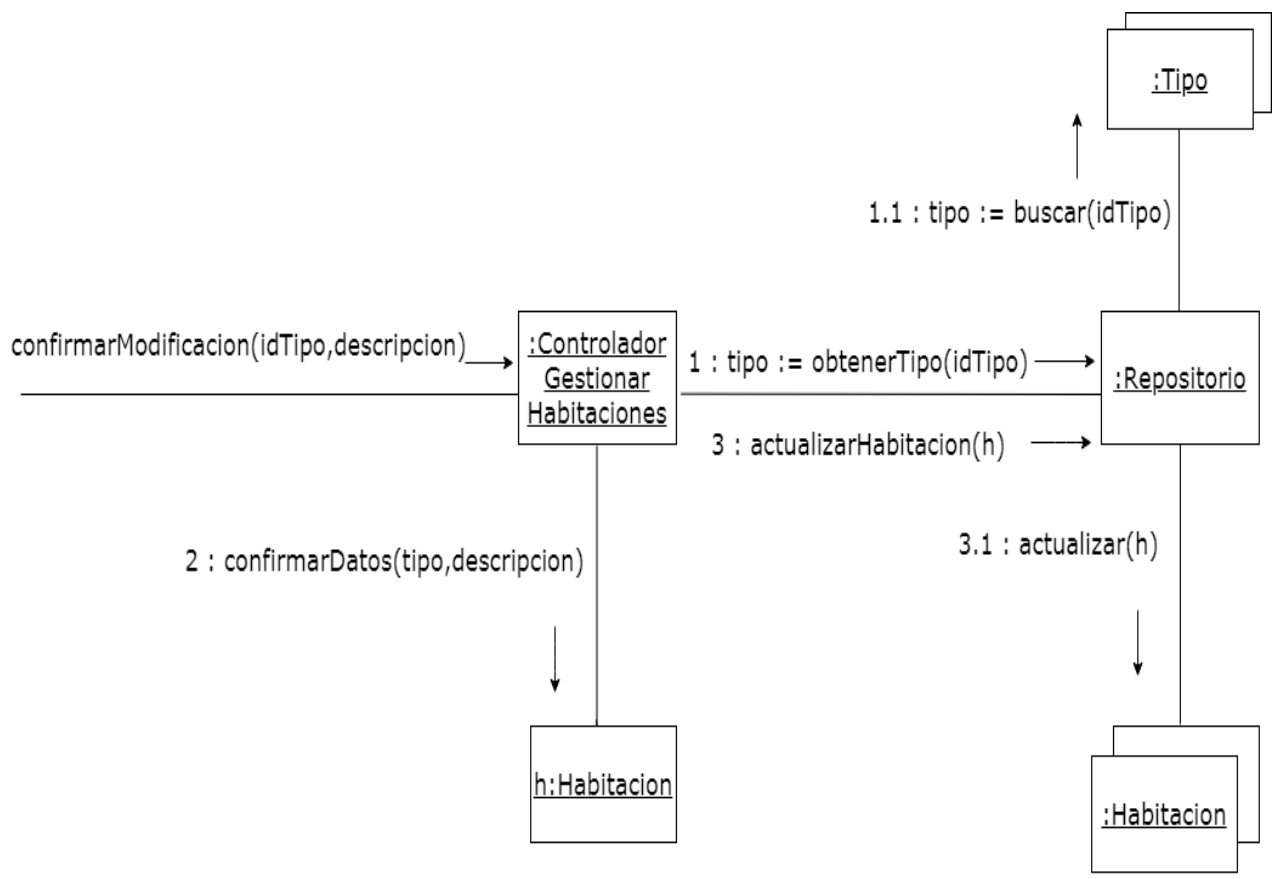 :Tipo
1.1 : tipo := buscar(idTipo)
confirmarModificacion(idTipo,descripcion)
:Controlador
Gestionar
Habitaciones
1 : tipo := obtenerTipo(idTipo)
:Repositorio
3 : actualizarHabitacion(h)
2 : confirmarDatos(tipo,descripcion)
3.1 : actualizar(h)
h:Habitacion
:Habitacion